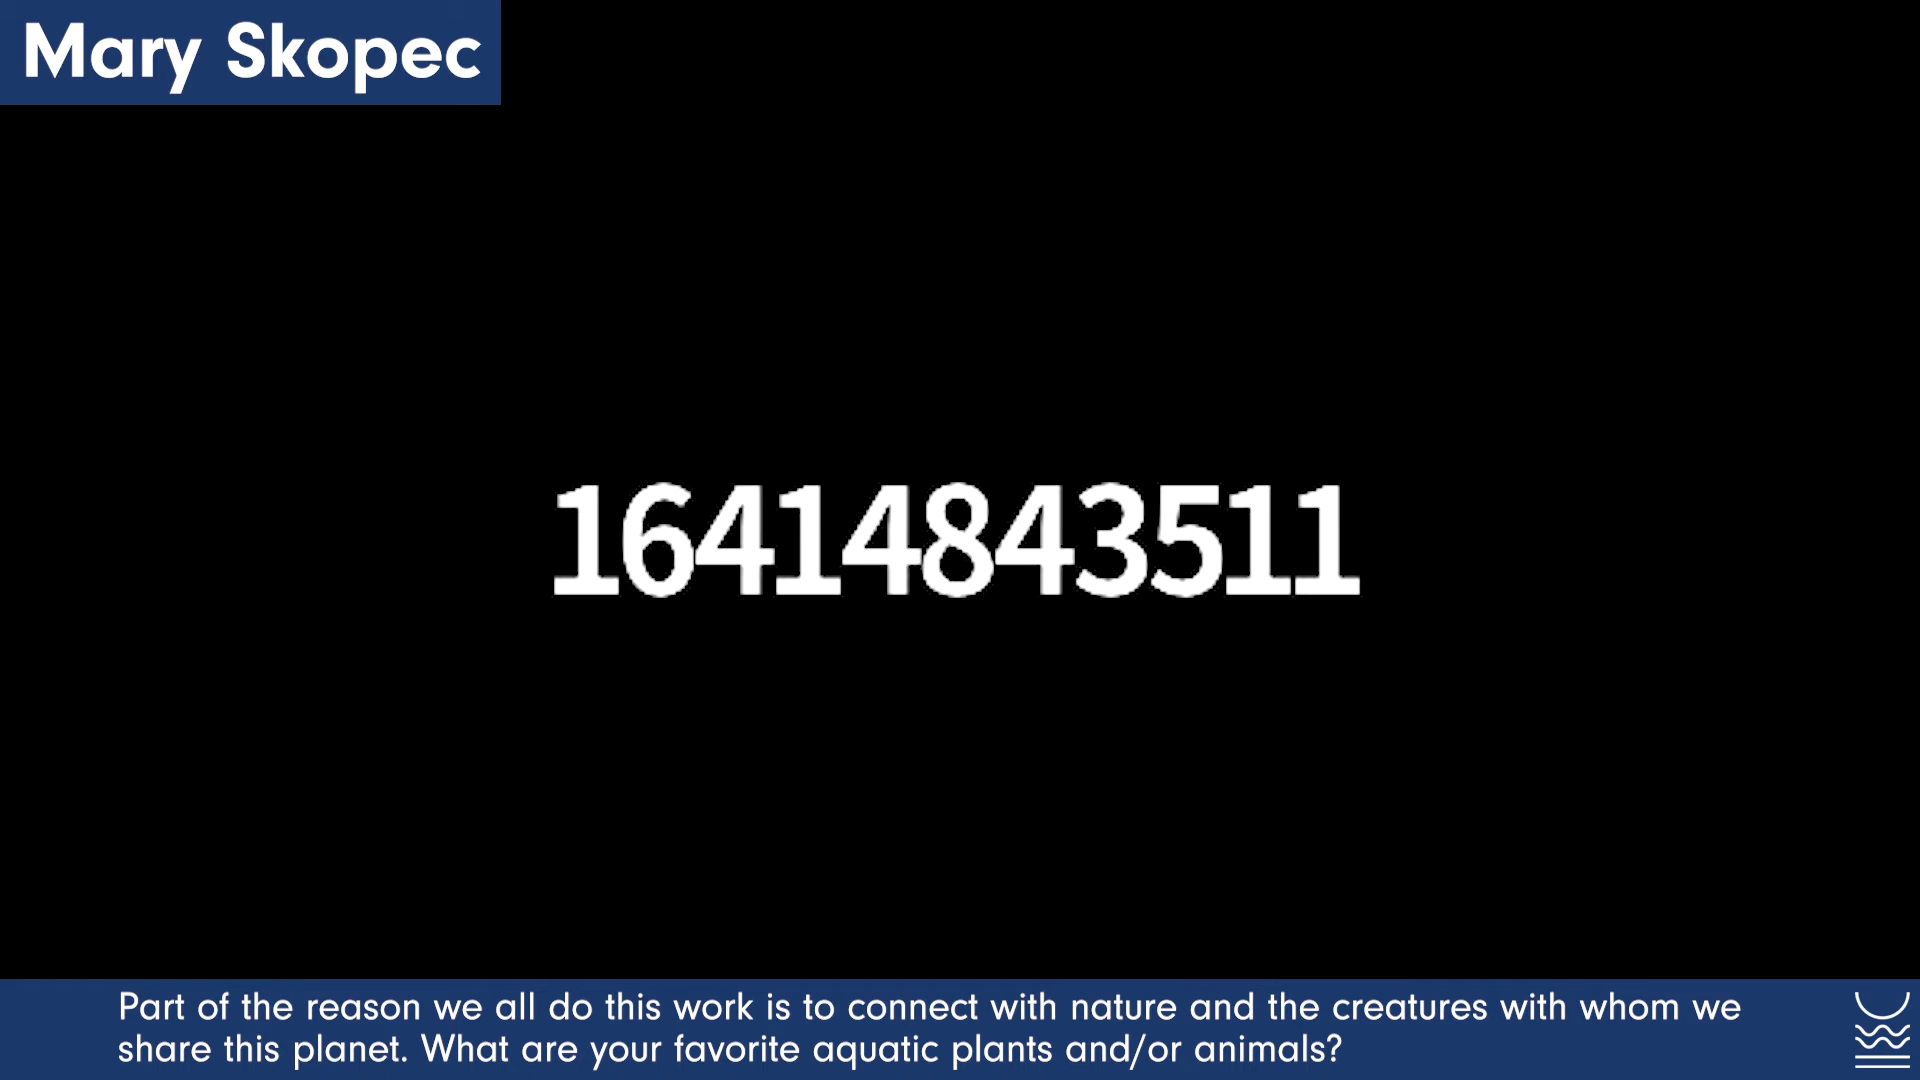 Mary Skopec
16414843511
Part of the reason we all do this work is to connect with nature and the creatures with whom we
share this planet. What are your favorite aquatic plants and/or animals?